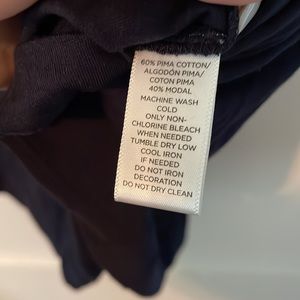 60% PIMA COTTON/
ALGODÓN PIMA/
COTON PIMA
40% MODAL
MACHINE WASH
COLD
ONLY NON-
CHLORINE BLEACH
WHEN NEEDED
TUMBLE DRY LOW
COOL IRON
IF NEEDED
DO NOT IRON
DECORATION
DO NOT DRY CLEAN